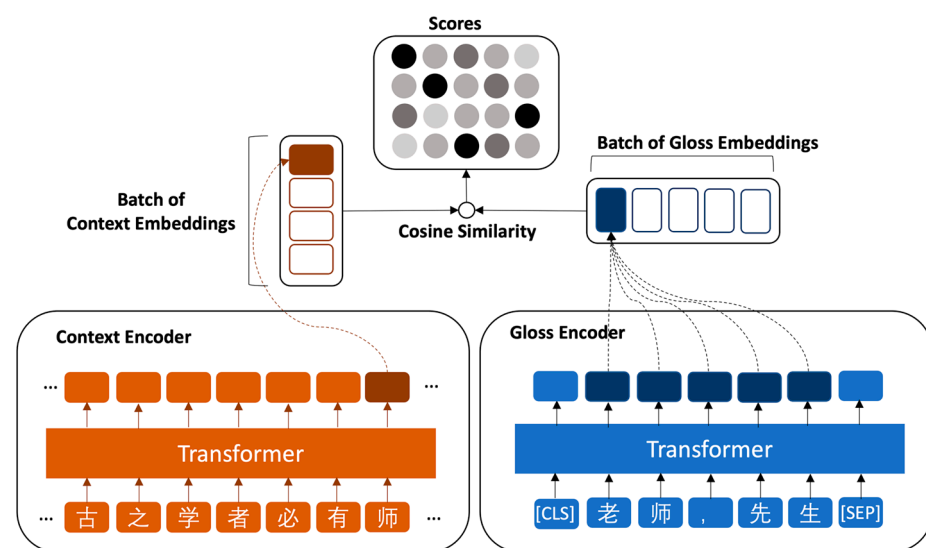 Scores
Batch of Gloss Embeddings
Batch of
Context Embeddings
Cosine Similarity
Context Encoder
Gloss Encoder
... ...
Transformer
Transformer
... 古 之 学 者 必 有 师 ...
[CLS] 老 师 , 先 生 [SEP]